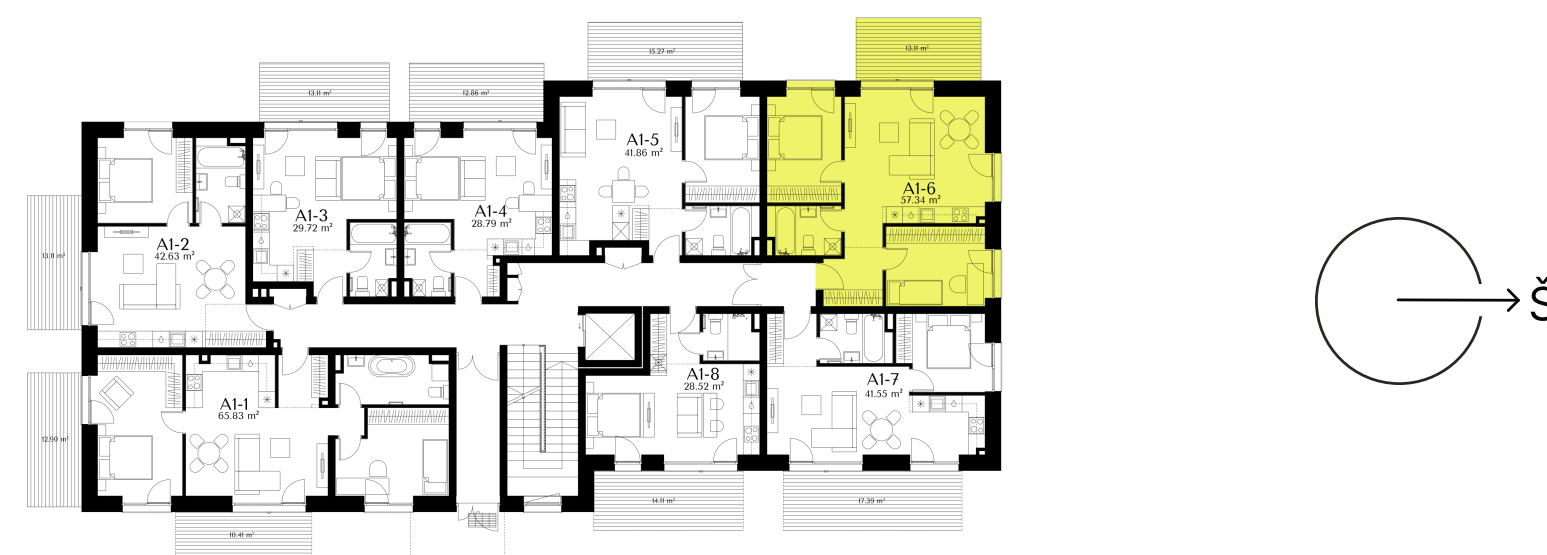 13.11 m²
15.27 m²
13.11 m²
12.86 m²
A1-5
41.86 m²
A1-6
57.34 m²
A1-3
29.72 m²
A1-4
28.79 m²
A1-2
42.63 m²
13.11 m²
Š
A1-8
28.52 m²
A1-7
41.55 m²
A1-1
65.83 m²
12.90 m²
14.11 m²
17.39 m²
10.41 m²